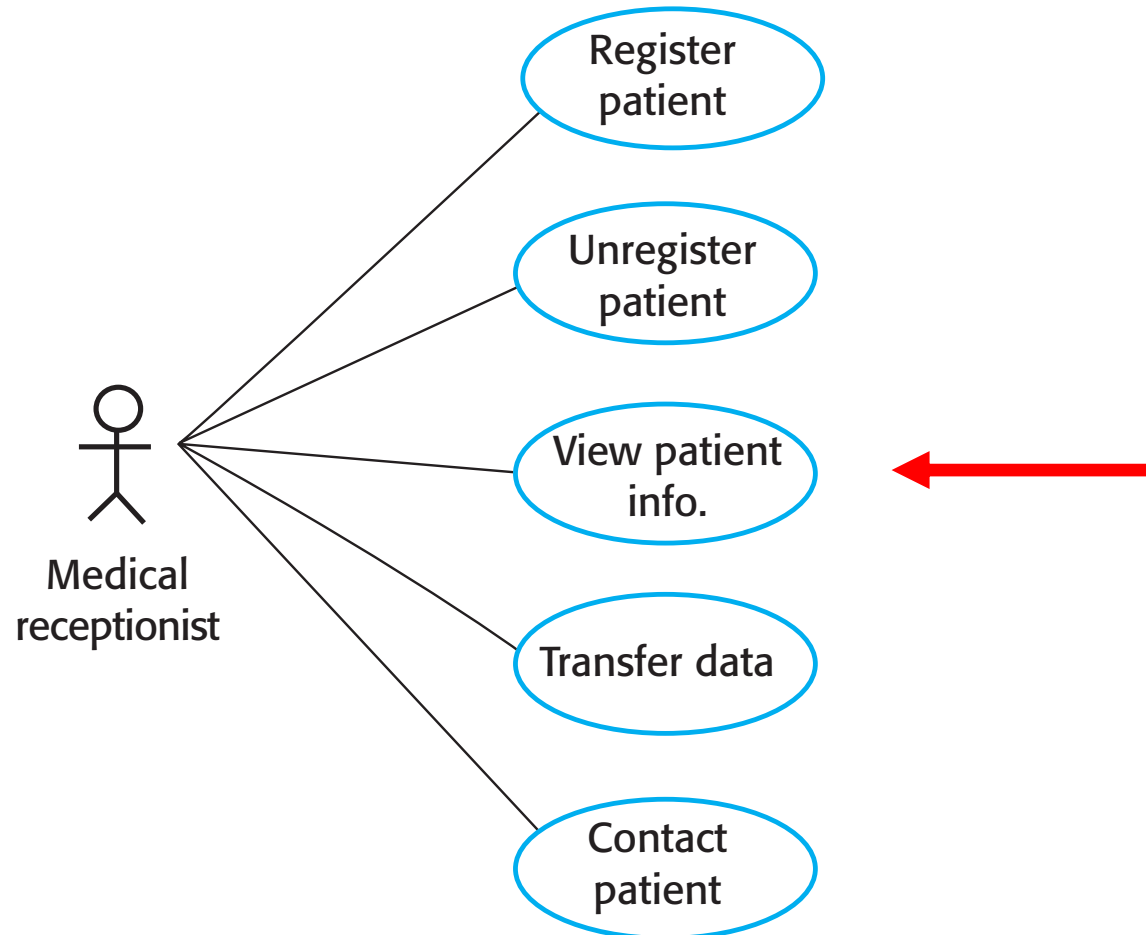 Register
patient
Unregister
patient
View patient
info.
Medical
receptionist
Transfer data
Contact
patient